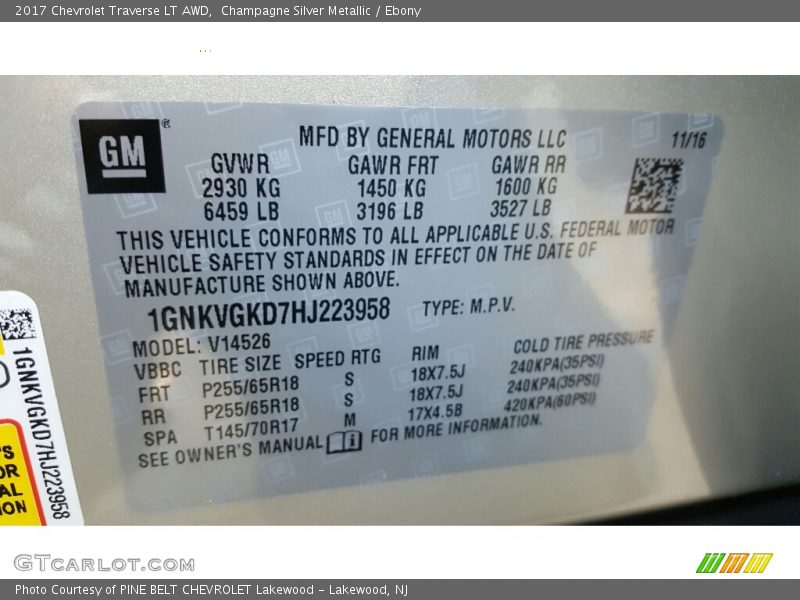 2017 Chevrolet Traverse LT AWD, Champagne Silver Metallic / Ebony
GM ®
MFD BY GENERAL MOTORS LLC 11/16
GVWR GAWR FRT GAWR RR
2930 KG 1450 KG 1600 KG
6459 LB 3196 LB 3527 LB
THIS VEHICLE CONFORMS TO ALL APPLICABLE U.S. FEDERAL MOTOR
VEHICLE SAFETY STANDARDS IN EFFECT ON THE DATE OF
MANUFACTURE SHOWN ABOVE.
1GNKVGKD7HJ223958 TYPE: M.P.V.
MODEL: V14526
VBBC TIRE SIZE SPEED RTG RIM COLD TIRE PRESSURE
FRT P255/65R18 S 18X7.5J 240KPA(35PSI)
RR P255/65R18 S 18X7.5J 240KPA(35PSI)
SPA T145/70R17 M 17X4.5B 420KPA(60PSI)
SEE OWNER'S MANUAL FOR MORE INFORMATION.
1GNKVGKD7HJ223958
GTCARLOT.COM
Photo Courtesy of PINE BELT CHEVROLET Lakewood - Lakewood, NJ